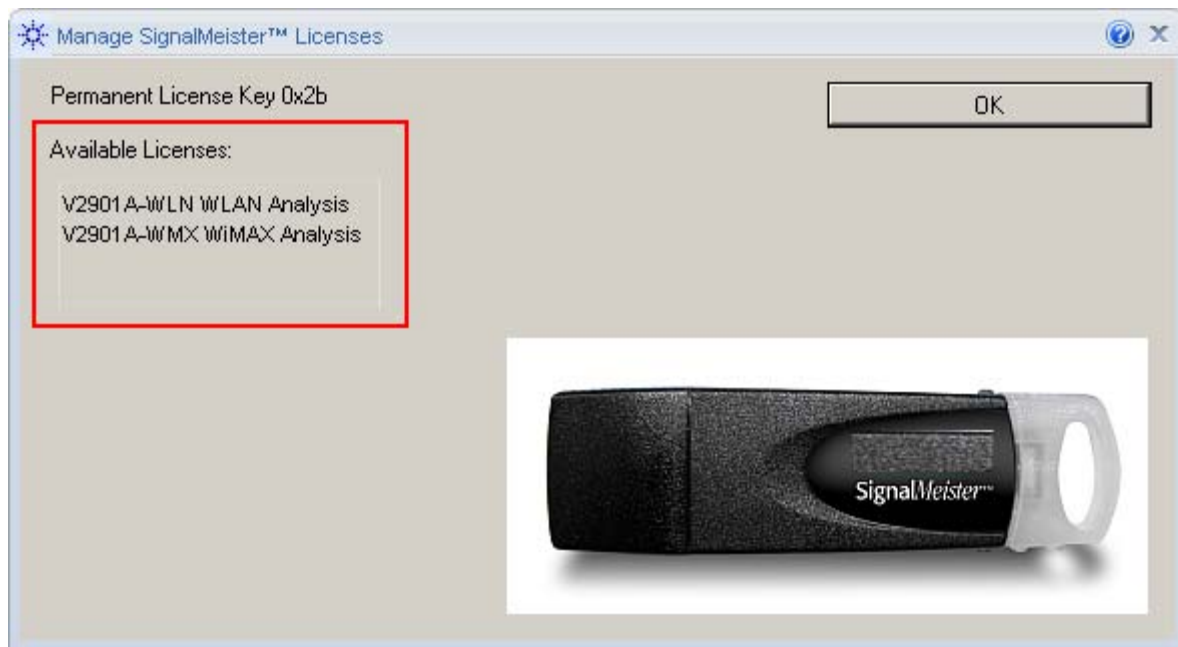 Manage SignalMeister™ Licenses
Permanent License Key 0x2b
OK
Available Licenses:
V2901A-WLN WLAN Analysis
V2901A-WMX WiMAX Analysis
SignalMeister™